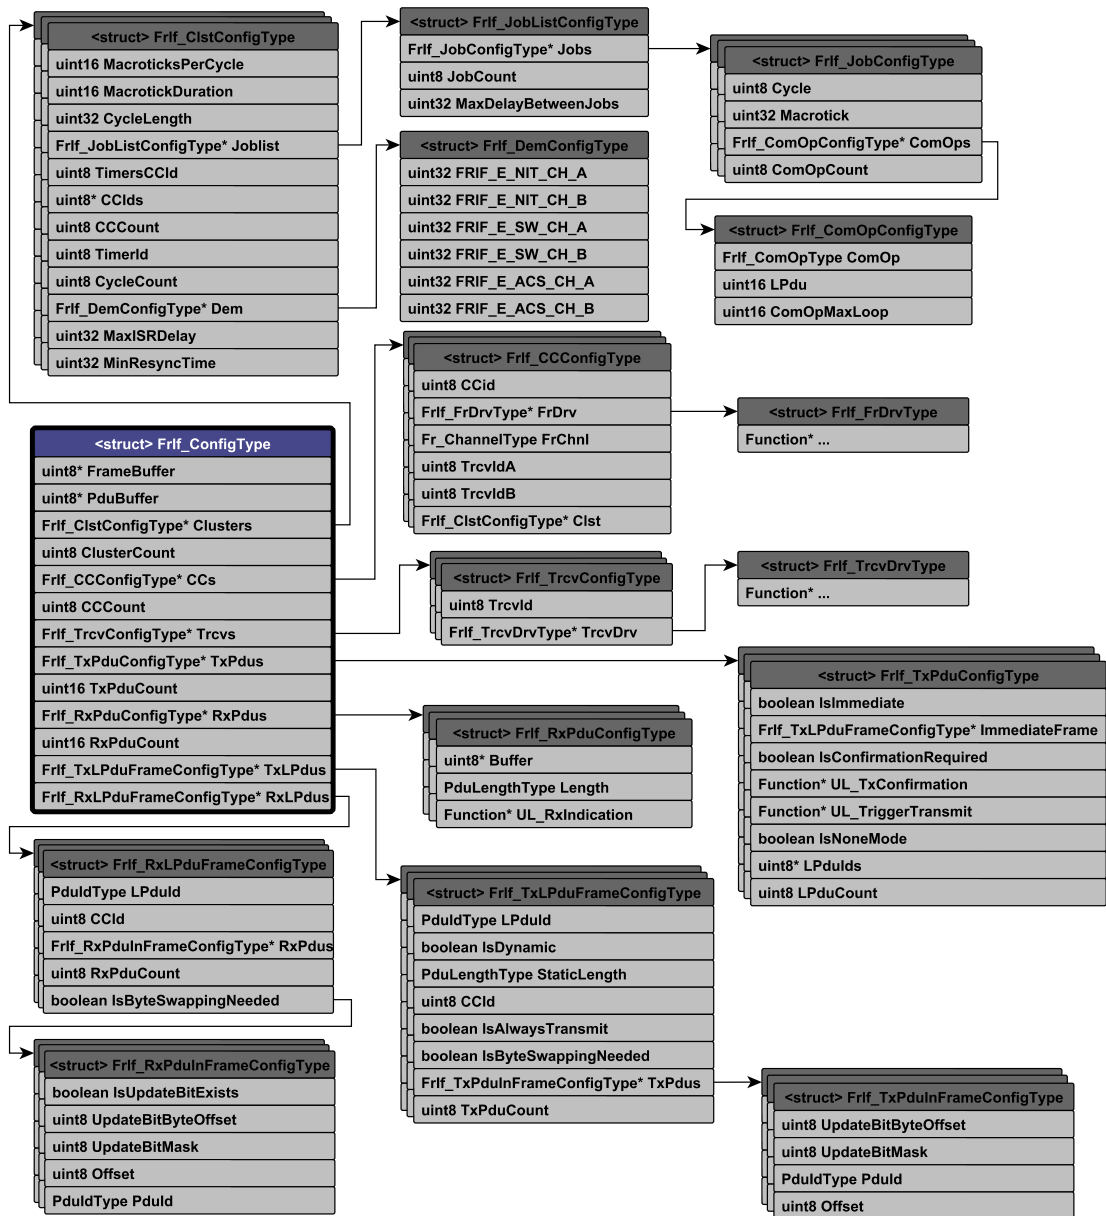 <struct> FrIf_ClstConfigType
uint16 MacroticksPerCycle
uint16 MacrotickDuration
uint32 CycleLength
FrIf_JobListConfigType* Joblist
uint8 TimersCCId
uint8* CCIds
uint8 CCCount
uint8 TimerId
uint8 CycleCount
FrIf_DemConfigType* Dem
uint32 MaxISRDelay
uint32 MinResyncTime
<struct> FrIf_JobListConfigType
FrIf_JobConfigType* Jobs
uint8 JobCount
uint32 MaxDelayBetweenJobs
<struct> FrIf_JobConfigType
uint8 Cycle
uint32 Macrotick
FrIf_ComOpConfigType* ComOps
uint8 ComOpCount
<struct> FrIf_DemConfigType
uint32 FRIF_E_NIT_CH_A
uint32 FRIF_E_NIT_CH_B
uint32 FRIF_E_SW_CH_A
uint32 FRIF_E_SW_CH_B
uint32 FRIF_E_ACS_CH_A
uint32 FRIF_E_ACS_CH_B
<struct> FrIf_ComOpConfigType
FrIf_ComOpType ComOp
uint16 LPdu
uint16 ComOpMaxLoop
<struct> FrIf_CCConfigType
uint8 CCid
FrIf_FrDrvType* FrDrv
Fr_ChannelType FrChnl
uint8 TrcvIdA
uint8 TrcvIdB
FrIf_ClstConfigType* Clst
<struct> FrIf_FrDrvType
Function* ...
<struct> FrIf_ConfigType
uint8* FrameBuffer
uint8* PduBuffer
FrIf_ClstConfigType* Clusters
uint8 ClusterCount
FrIf_CCConfigType* CCs
uint8 CCCount
FrIf_TrcvConfigType* Trcvs
FrIf_TxPduConfigType* TxPdus
uint16 TxPduCount
FrIf_RxPduConfigType* RxPdus
uint16 RxPduCount
FrIf_TxLPduFrameConfigType* TxLPdus
FrIf_RxLPduFrameConfigType* RxLPdus
<struct> FrIf_TrcvConfigType
uint8 TrcvId
FrIf_TrcvDrvType* TrcvDrv
<struct> FrIf_TrcvDrvType
Function* ...
<struct> FrIf_TxPduConfigType
boolean IsImmediate
FrIf_TxLPduFrameConfigType* ImmediateFrame
boolean IsConfirmationRequired
Function* UL_TxConfirmation
Function* UL_TriggerTransmit
boolean IsNoneMode
uint8* LPduIds
uint8 LPduCount
<struct> FrIf_RxPduConfigType
uint8* Buffer
PduLengthType Length
Function* UL_RxIndication
<struct> FrIf_RxLPduFrameConfigType
PduIdType LPduId
uint8 CCId
FrIf_RxPduInFrameConfigType* RxPdus
uint8 RxPduCount
boolean IsByteSwappingNeeded
<struct> FrIf_TxLPduFrameConfigType
PduIdType LPduId
boolean IsDynamic
PduLengthType StaticLength
uint8 CCId
boolean IsAlwaysTransmit
boolean IsByteSwappingNeeded
FrIf_TxPduInFrameConfigType* TxPdus
uint8 TxPduCount
<struct> FrIf_RxPduInFrameConfigType
boolean IsUpdateBitExists
uint8 UpdateBitByteOffset
uint8 UpdateBitMask
uint8 Offset
PduIdType PduId
<struct> FrIf_TxPduInFrameConfigType
uint8 UpdateBitByteOffset
uint8 UpdateBitMask
PduIdType PduId
uint8 Offset